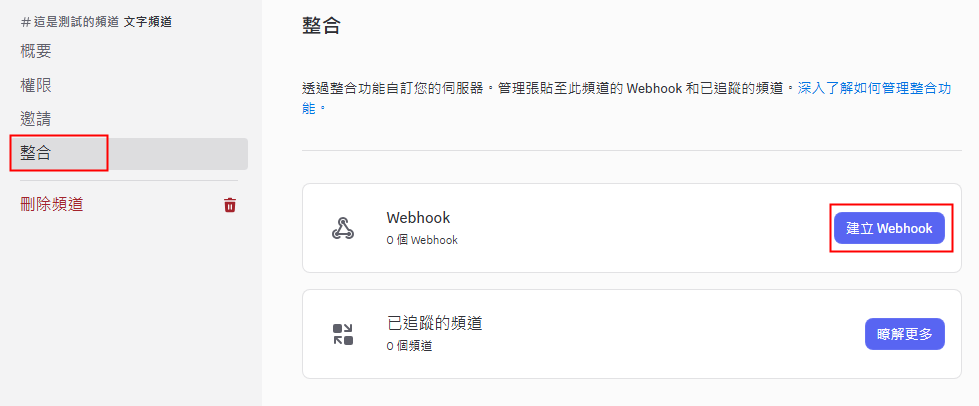 #這是測試的頻道 文字頻道
概要
權限
邀請
整合
刪除頻道
整合
透過整合功能自訂您的伺服器。管理張貼至此頻道的 Webhook 和已追蹤的頻道。深入了解如何管理整合功
能。
Webhook
0 個 Webhook
建立 Webhook
已追蹤的頻道
0 個頻道
瞭解更多